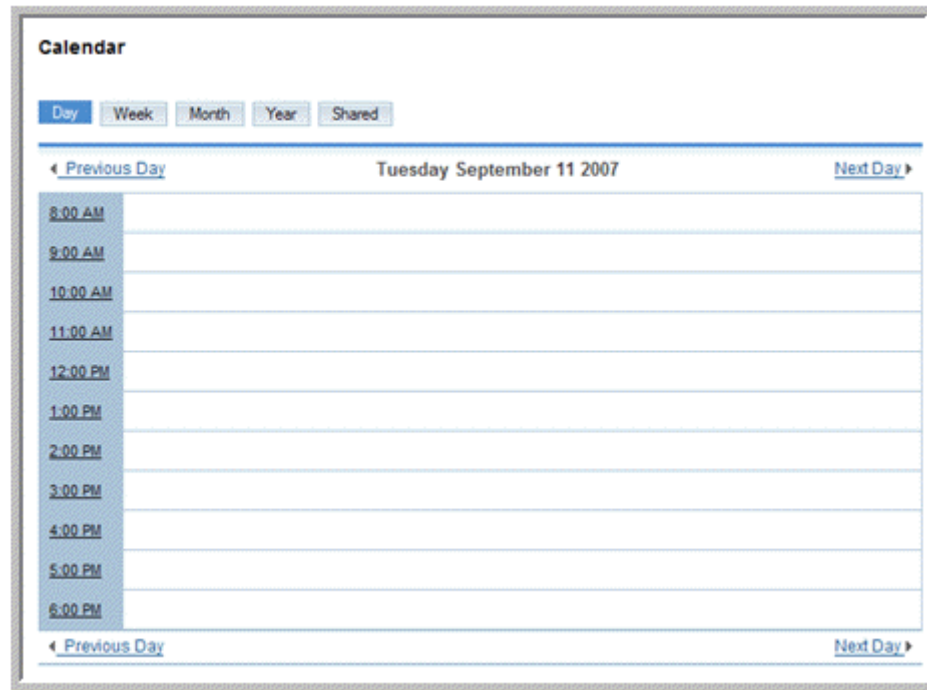 Calendar
Day Week Month Year Shared
Previous Day Tuesday September 11 2007 Next Day
8:00 AM
9:00 AM
10:00 AM
11:00 AM
12:00 PM
1:00 PM
2:00 PM
3:00 PM
4:00 PM
5:00 PM
6:00 PM
Previous Day Next Day